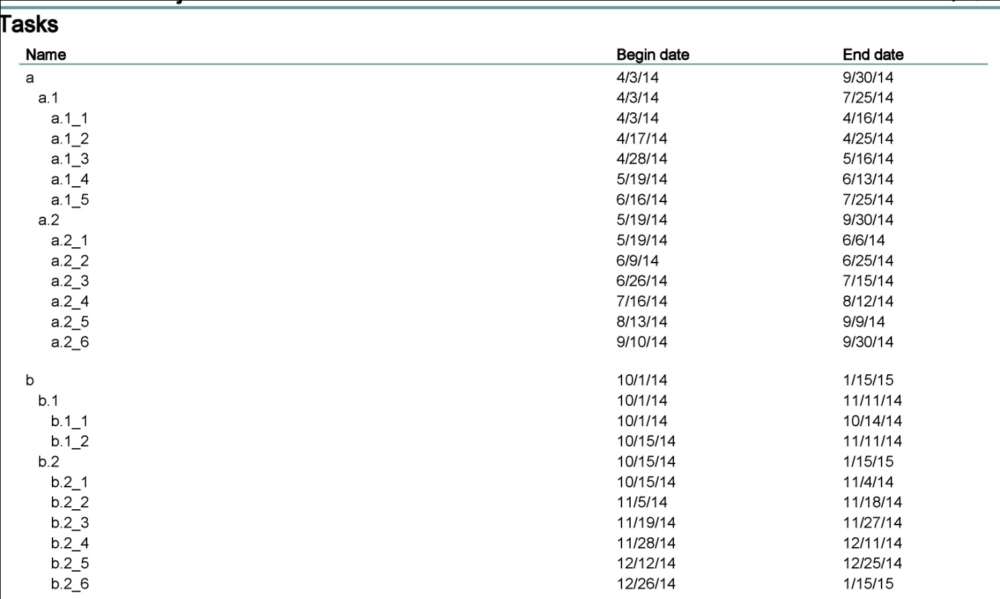 Tasks
Name Begin date End date
a 4/3/14 9/30/14
a.1 4/3/14 7/25/14
a.1_1 4/3/14 4/16/14
a.1_2 4/17/14 4/25/14
a.1_3 4/28/14 5/16/14
a.1_4 5/19/14 6/13/14
a.1_5 6/16/14 7/25/14
a.2 5/19/14 9/30/14
a.2_1 5/19/14 6/6/14
a.2_2 6/9/14 6/25/14
a.2_3 6/26/14 7/15/14
a.2_4 7/16/14 8/12/14
a.2_5 8/13/14 9/9/14
a.2_6 9/10/14 9/30/14
b 10/1/14 1/15/15
b.1 10/1/14 11/11/14
b.1_1 10/1/14 10/14/14
b.1_2 10/15/14 11/11/14
b.2 10/15/14 1/15/15
b.2_1 10/15/14 11/4/14
b.2_2 11/5/14 11/18/14
b.2_3 11/19/14 11/27/14
b.2_4 11/28/14 12/11/14
b.2_5 12/12/14 12/25/14
b.2_6 12/26/14 1/15/15